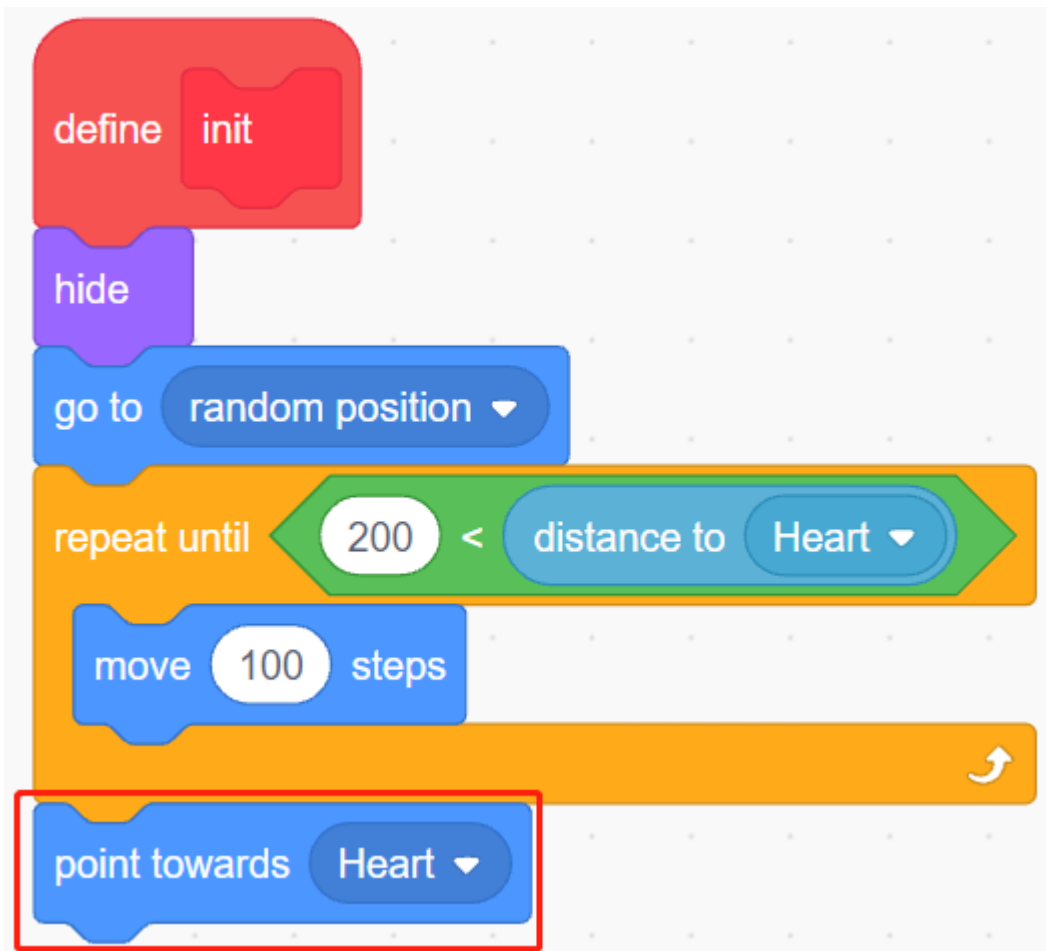 define init
hide
go to random position
repeat until 200 < distance to Heart
move 100 steps
point towards Heart